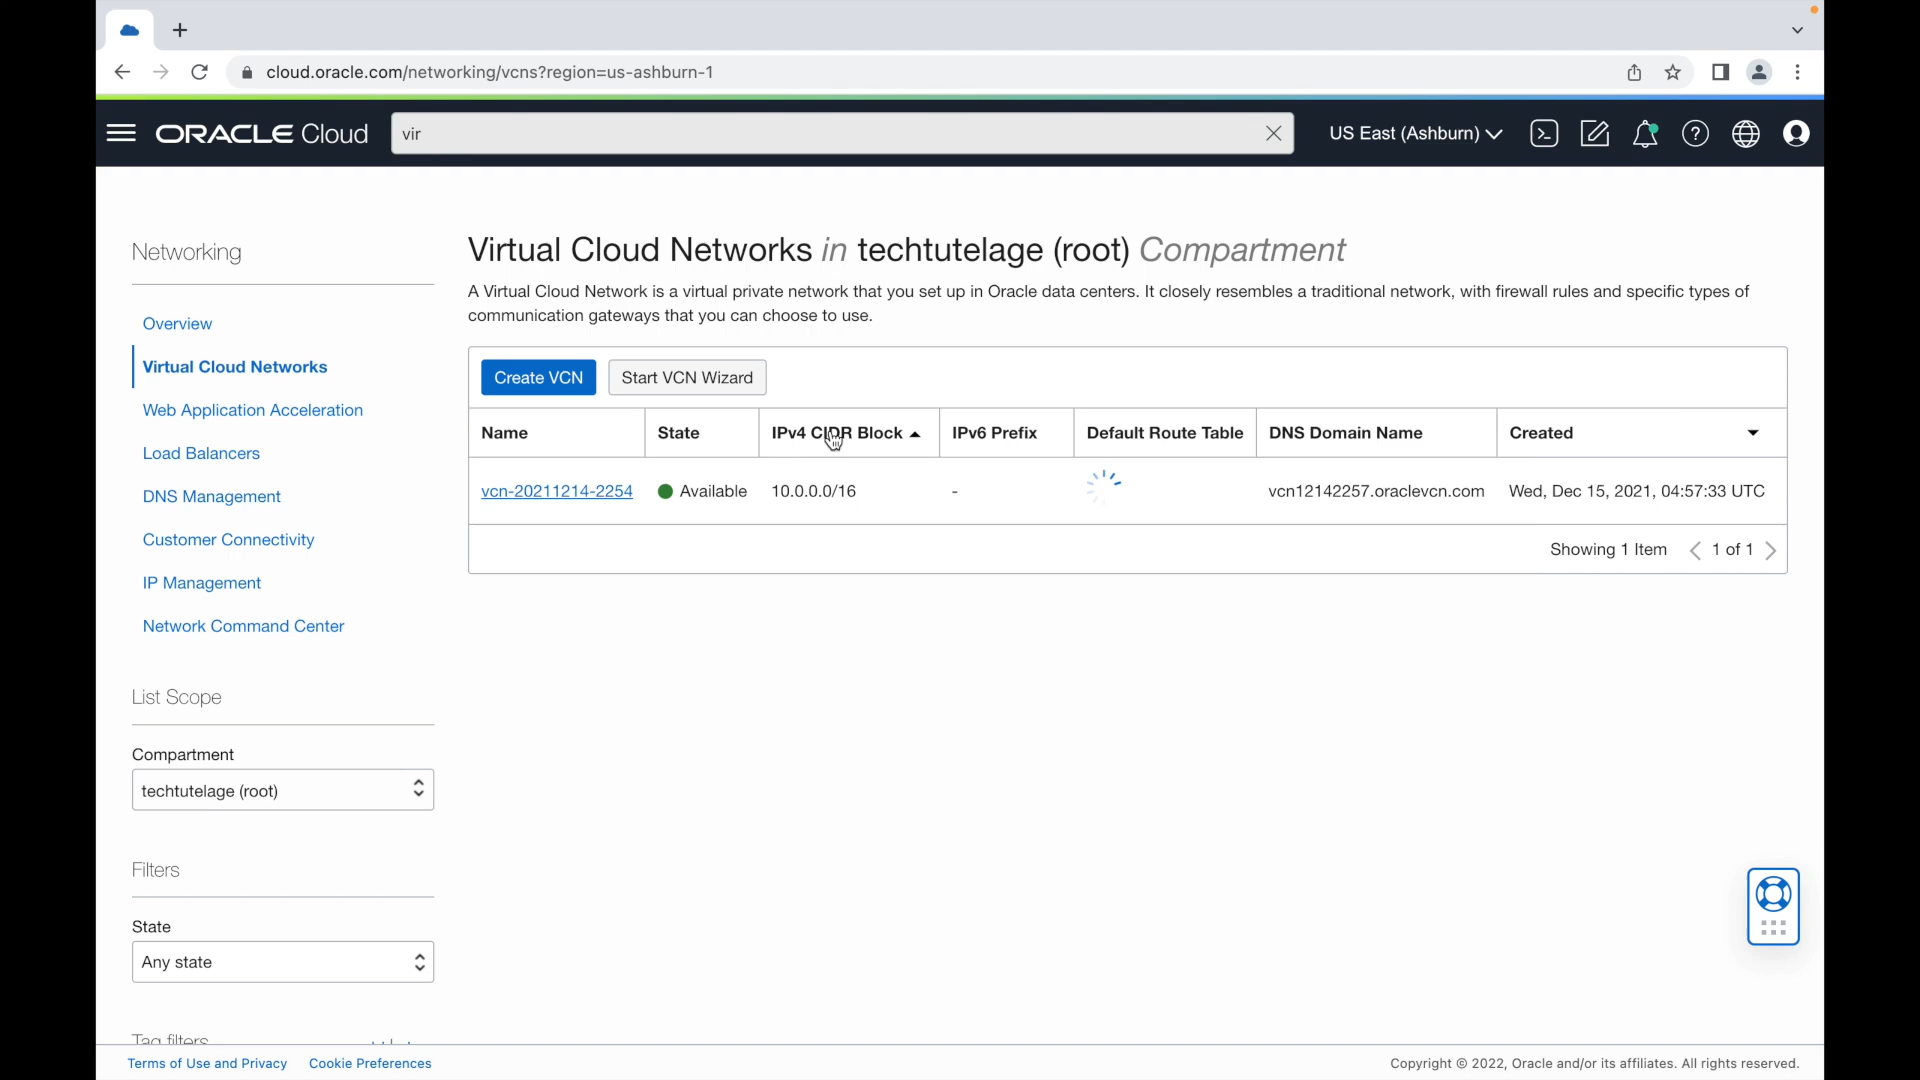 cloud.oracle.com/networking/vcns?region=us-ashburn-1
ORACLE Cloud
vir
US East (Ashburn)
Networking
Overview
Virtual Cloud Networks
Web Application Acceleration
Load Balancers
DNS Management
Customer Connectivity
IP Management
Network Command Center
List Scope
Compartment
techtutelage (root)
Filters
State
Any state
Tag filters
Virtual Cloud Networks in techtutelage (root) Compartment
A Virtual Cloud Network is a virtual private network that you set up in Oracle data centers. It closely resembles a traditional network, with firewall rules and specific types of
communication gateways that you can choose to use.
Create VCN Start VCN Wizard
Name State IPv4 CIDR Block IPv6 Prefix Default Route Table DNS Domain Name Created
vcn-20211214-2254 Available 10.0.0.0/16 - vcn12142257.oraclevcn.com Wed, Dec 15, 2021, 04:57:33 UTC
Showing 1 Item 1 of 1
Terms of Use and Privacy Cookie Preferences
Copyright © 2022, Oracle and/or its affiliates. All rights reserved.